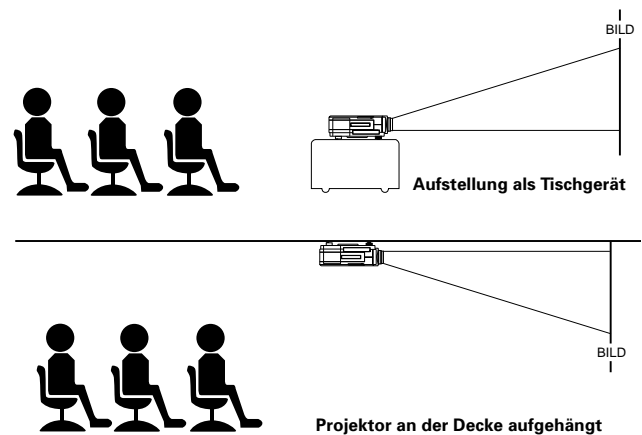 BILD
Aufstellung als Tischgerät
BILD
Projektor an der Decke aufgehängt